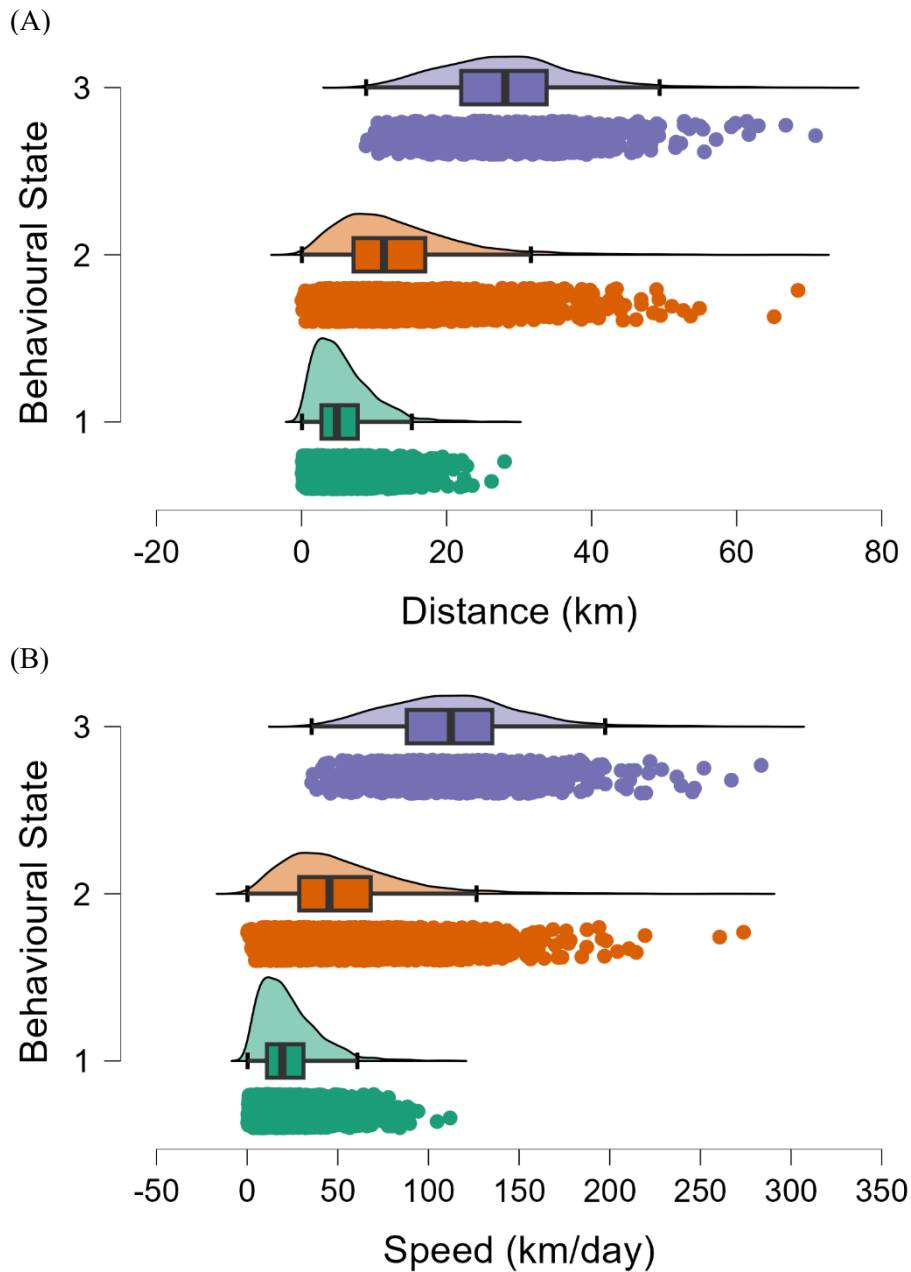 (A)
Behavioural State
3
2
1
-20 0 20 40 60 80
Distance (km)
(B)
Behavioural State
3
2
1
-50 0 50 100 150 200 250 300 350
Speed (km/day)